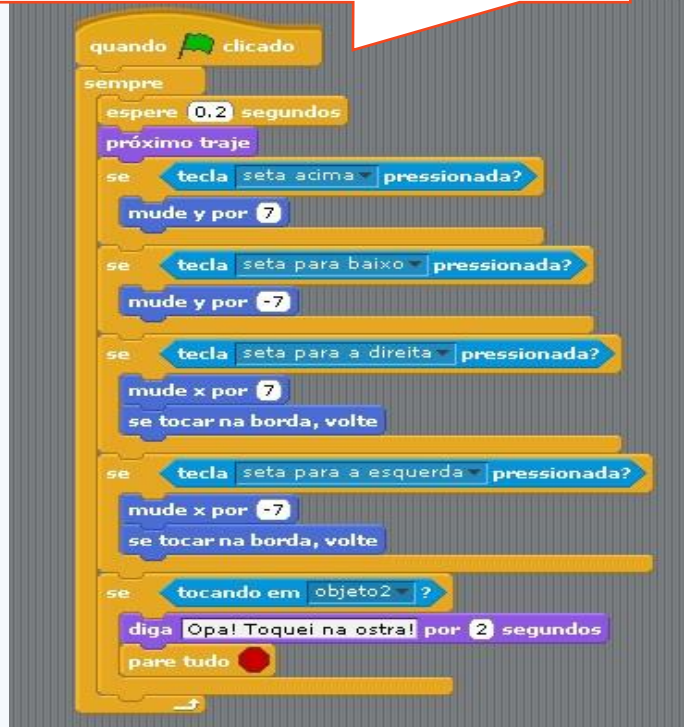 quando clicado
sempre
espere 0.2 segundos
próximo traje
se tecla seta acima pressionada?
mude y por 7
se tecla seta para baixo pressionada?
mude y por -7
se tecla seta para a direita pressionada?
mude x por 7
se tocar na borda, volte
se tecla seta para a esquerda pressionada?
mude x por -7
se tocar na borda, volte
se tocando em objeto2 ?
diga Opa! Toquei na ostra! por 2 segundos
pare tudo